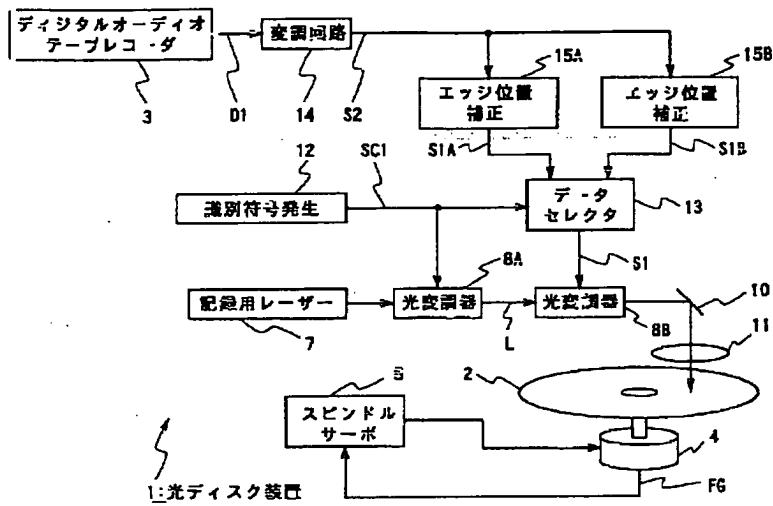 ディジタルオーディオ
テープレコーダ
変調回路
15A
15B
エッジ位置
補正
エッジ位置
補正
3
D1
14
S2
S1A
S1B
12
SC1
識別符号発生
データ
セレクタ
13
8A
S1
記録用レーザー
光変調器
光変調器
10
7
L
8B
11
2
スピンドル
サーボ
4
FG
1:光ディスク装置